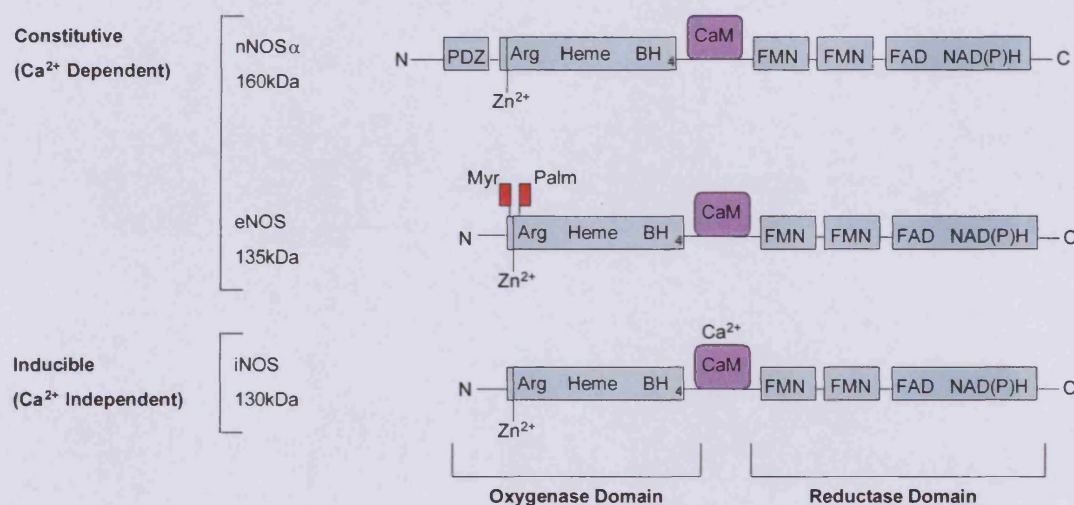 Constitutive
(Ca²⁺ Dependent)
nNOSα
160kDa
N PDZ Arg Heme BH₄ CaM FMN FMN FAD NAD(P)H C
Zn²⁺
Myr Palm
eNOS
135kDa
N Arg Heme BH₄ CaM FMN FMN FAD NAD(P)H C
Zn²⁺
Ca²⁺
Inducible
(Ca²⁺ Independent)
iNOS
130kDa
N Arg Heme BH₄ CaM FMN FMN FAD NAD(P)H C
Zn²⁺
Oxygenase Domain Reductase Domain